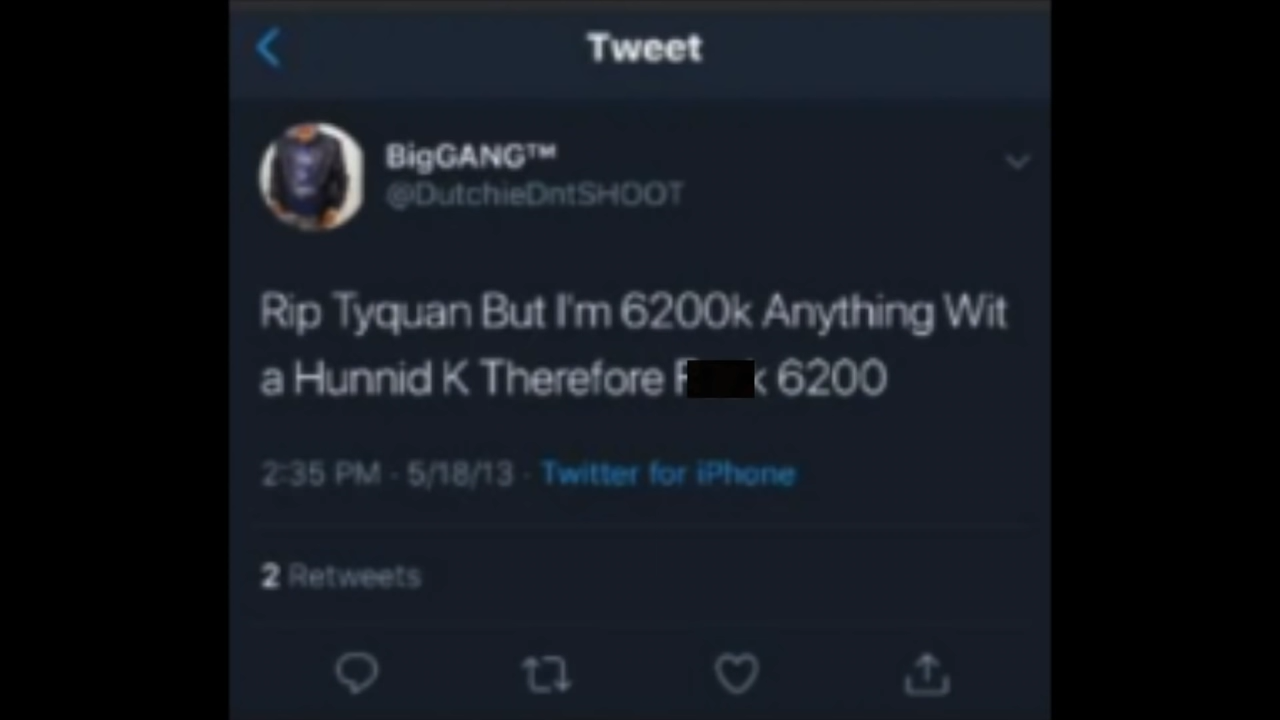 Tweet
BigGANG™
@DutchieDntSHOOT
Rip Tyquan But I'm 6200k Anything Wit
a Hunnid K Therefore 6200
2:35 PM · 5/18/13 · Twitter for iPhone
2 Retweets